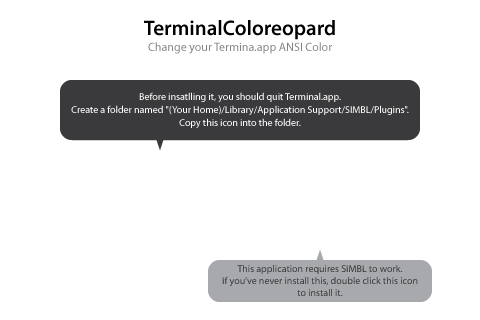 TerminalColoreopard
Change your Termina.app ANSI Color
Before insatlling it, you should quit Terminal.app.
Create a folder named "(Your Home)/Library/Application Support/SIMBL/Plugins".
Copy this icon into the folder.
This application requires SIMBL to work.
If you've never install this, double click this icon
to install it.